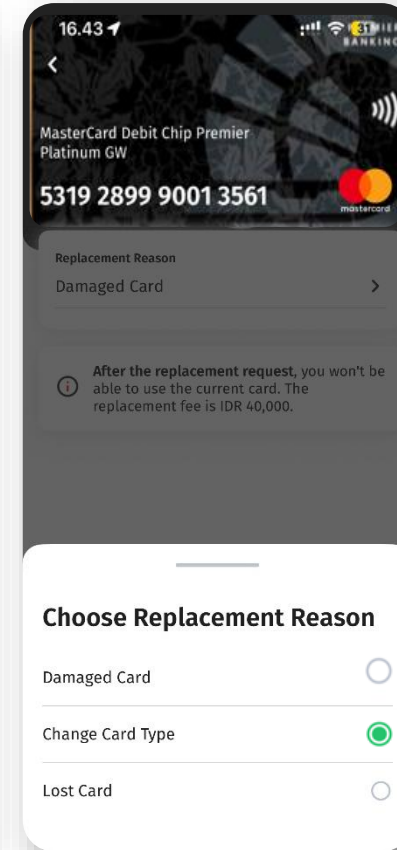 16.43
31
BANKING
MasterCard Debit Chip Premier
Platinum GW
5319 2899 9001 3561
mastercard
Replacement Reason
Damaged Card
After the replacement request, you won't be
able to use the current card. The
replacement fee is IDR 40,000.
Choose Replacement Reason
Damaged Card
Change Card Type
Lost Card